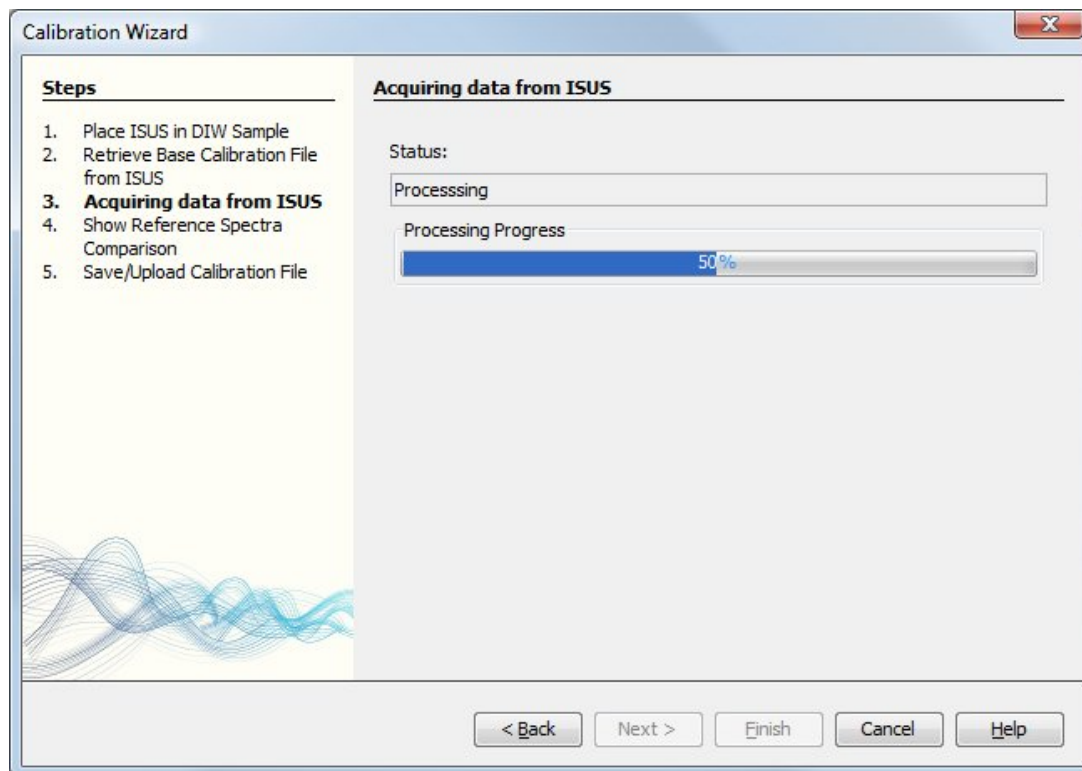 Calibration Wizard
Steps
1. Place ISUS in DIW Sample
2. Retrieve Base Calibration File
from ISUS
3. Acquiring data from ISUS
4. Show Reference Spectra
Comparison
5. Save/Upload Calibration File
Acquiring data from ISUS
Status:
Processsing
Processing Progress
50%
< Back
Next >
Finish
Cancel
Help